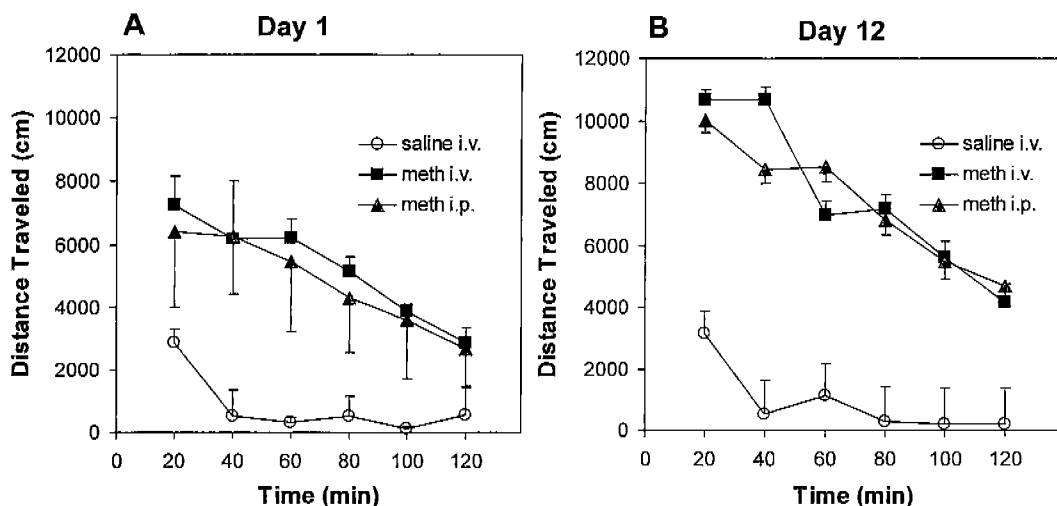 A Day 1
12000
10000
8000
6000
4000
2000
0
Distance Traveled (cm)
saline i.v.
meth i.v.
meth i.p.
0 20 40 60 80 100 120
Time (min)
B Day 12
12000
10000
8000
6000
4000
2000
0
Distance Traveled (cm)
saline i.v.
meth i.v.
meth i.p.
0 20 40 60 80 100 120
Time (min)